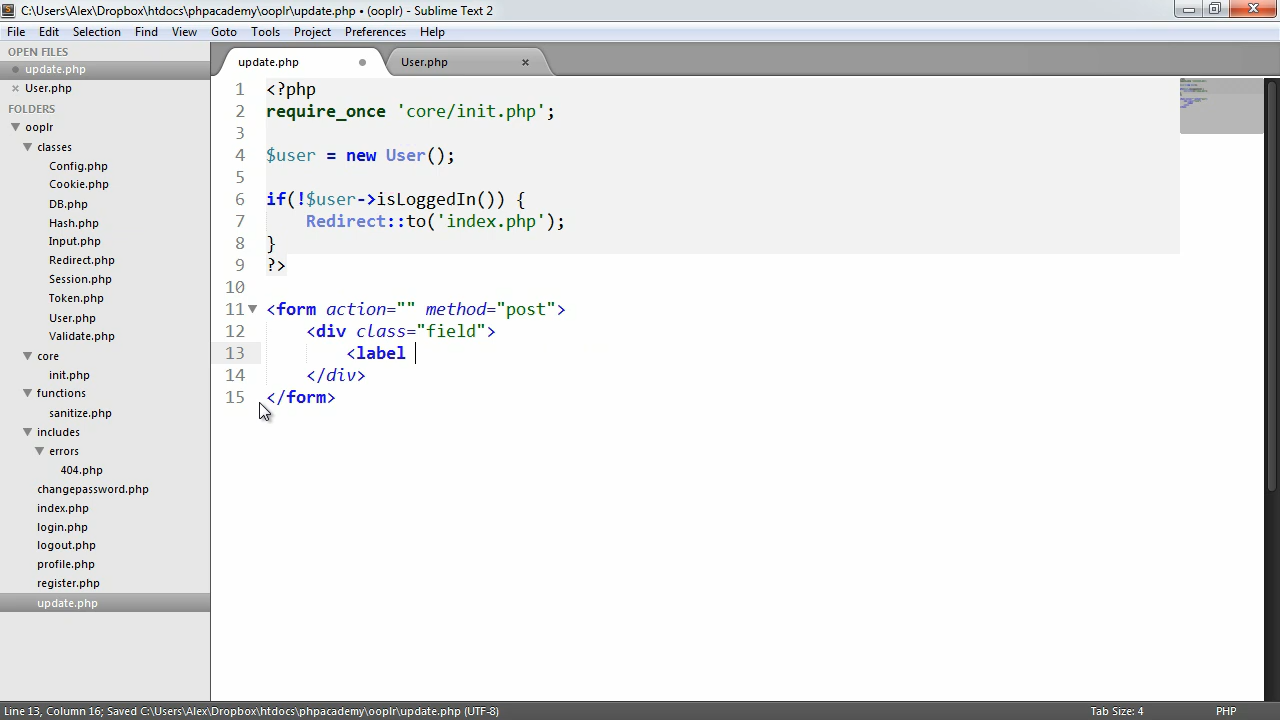 C:\Users\Alex\Dropbox\htdocs\phpacademy\ooplr\update.php • (ooplr) - Sublime Text 2
File Edit Selection Find View Goto Tools Project Preferences Help
OPEN FILES
update.php
User.php
FOLDERS
ooplr
classes
Config.php
Cookie.php
DB.php
Hash.php
Input.php
Redirect.php
Session.php
Token.php
User.php
Validate.php
core
init.php
functions
sanitize.php
includes
errors
404.php
changepassword.php
index.php
login.php
logout.php
profile.php
register.php
update.php
update.php User.php
1 <?php
2 require_once 'core/init.php';
3
4 $user = new User();
5
6 if(!$user->isLoggedIn()) {
7 Redirect::to('index.php');
8 }
9 ?>
10
11 <form action="" method="post">
12 <div class="field">
13 <label
14 </div>
15 </form>
Line 13, Column 16; Saved C:\Users\Alex\Dropbox\htdocs\phpacademy\ooplr\update.php (UTF-8) Tab Size: 4 PHP